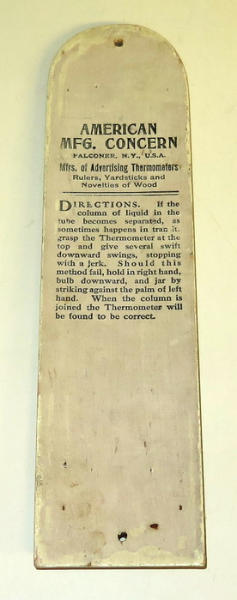 AMERICAN
MFG. CONCERN
FALCONER, N.Y., U.S.A.
Mfrs. of Advertising Thermometers
Rulers, Yardsticks and
Novelties of Wood
DIRECTIONS. If the
column of liquid in the
tube becomes separated, as
sometimes happens in transit.
grasp the Thermometer at the
top and give several swift
downward swings, stopping
with a jerk. Should this
method fail, hold in right hand,
bulb downward, and jar by
striking against the palm of left
hand. When the column is
joined the Thermometer will
be found to be correct.